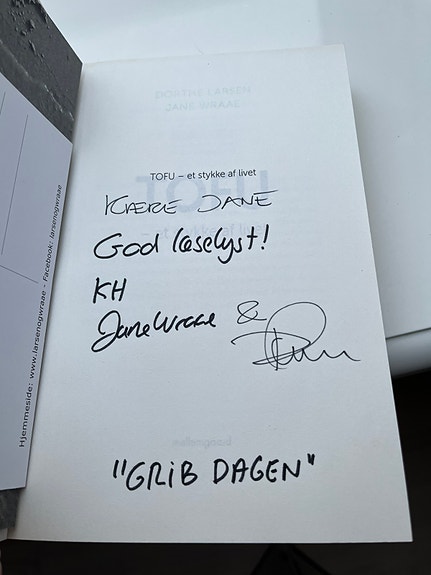 TOFU – et stykke af livet
KÆRE JANE
God læselyst!
KH
Jane Wraae &
"GRIB DAGEN"
Hjemmeside: www.larsenogwraae - Facebook: larsenogwraae
DORTHE LARSEN
JANE WRAAE
TOFU